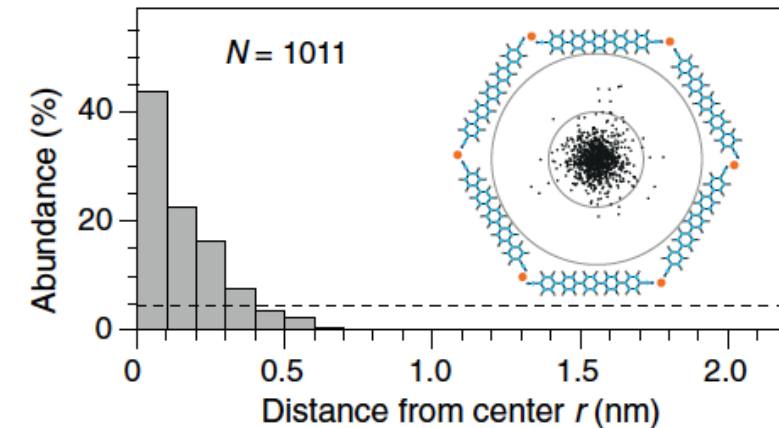 N = 1011
Abundance (%)
40
20
0
0 0.5 1.0 1.5 2.0
Distance from center r (nm)